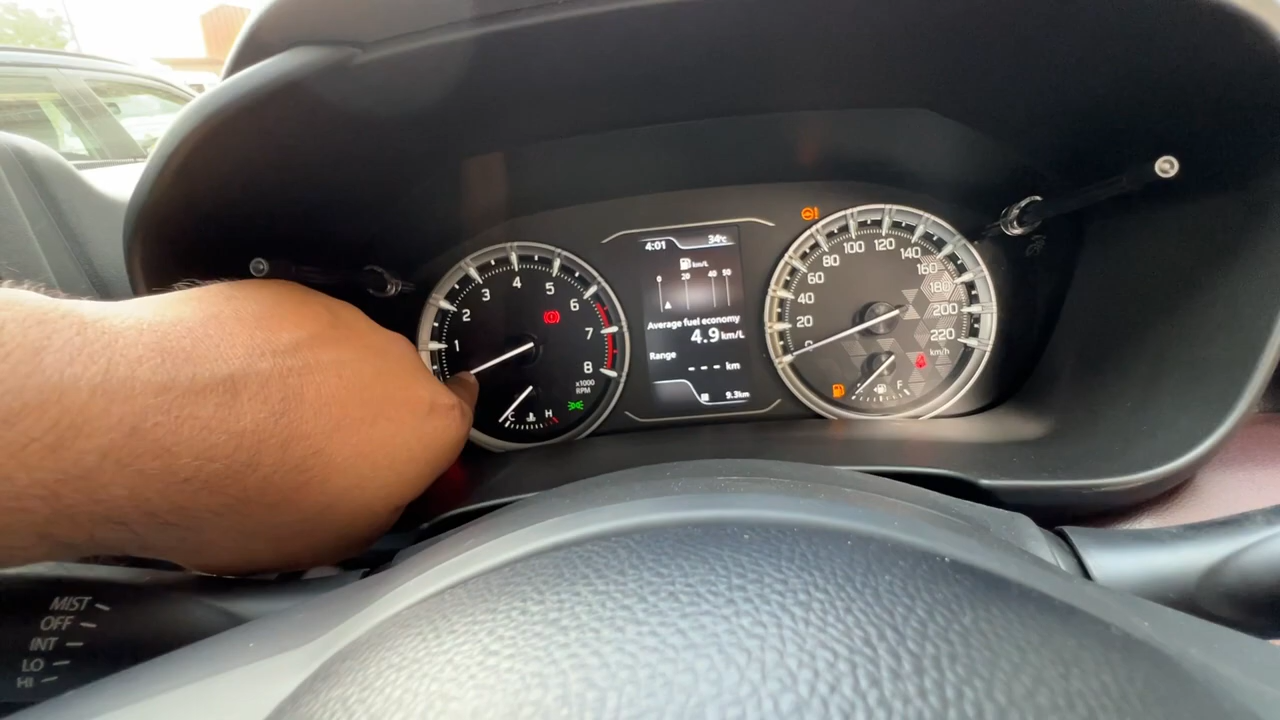 4:01 34°C
km/L
0 20 40 50
Average fuel economy
4.9 km/L
Range
--- km
9.3km
1 2 3 4 5 6 7 8
x1000
RPM
C H
0 20 40 60 80 100 120 140 160 180 200 220
km/h
F
MIST
OFF
INT
LO
HI